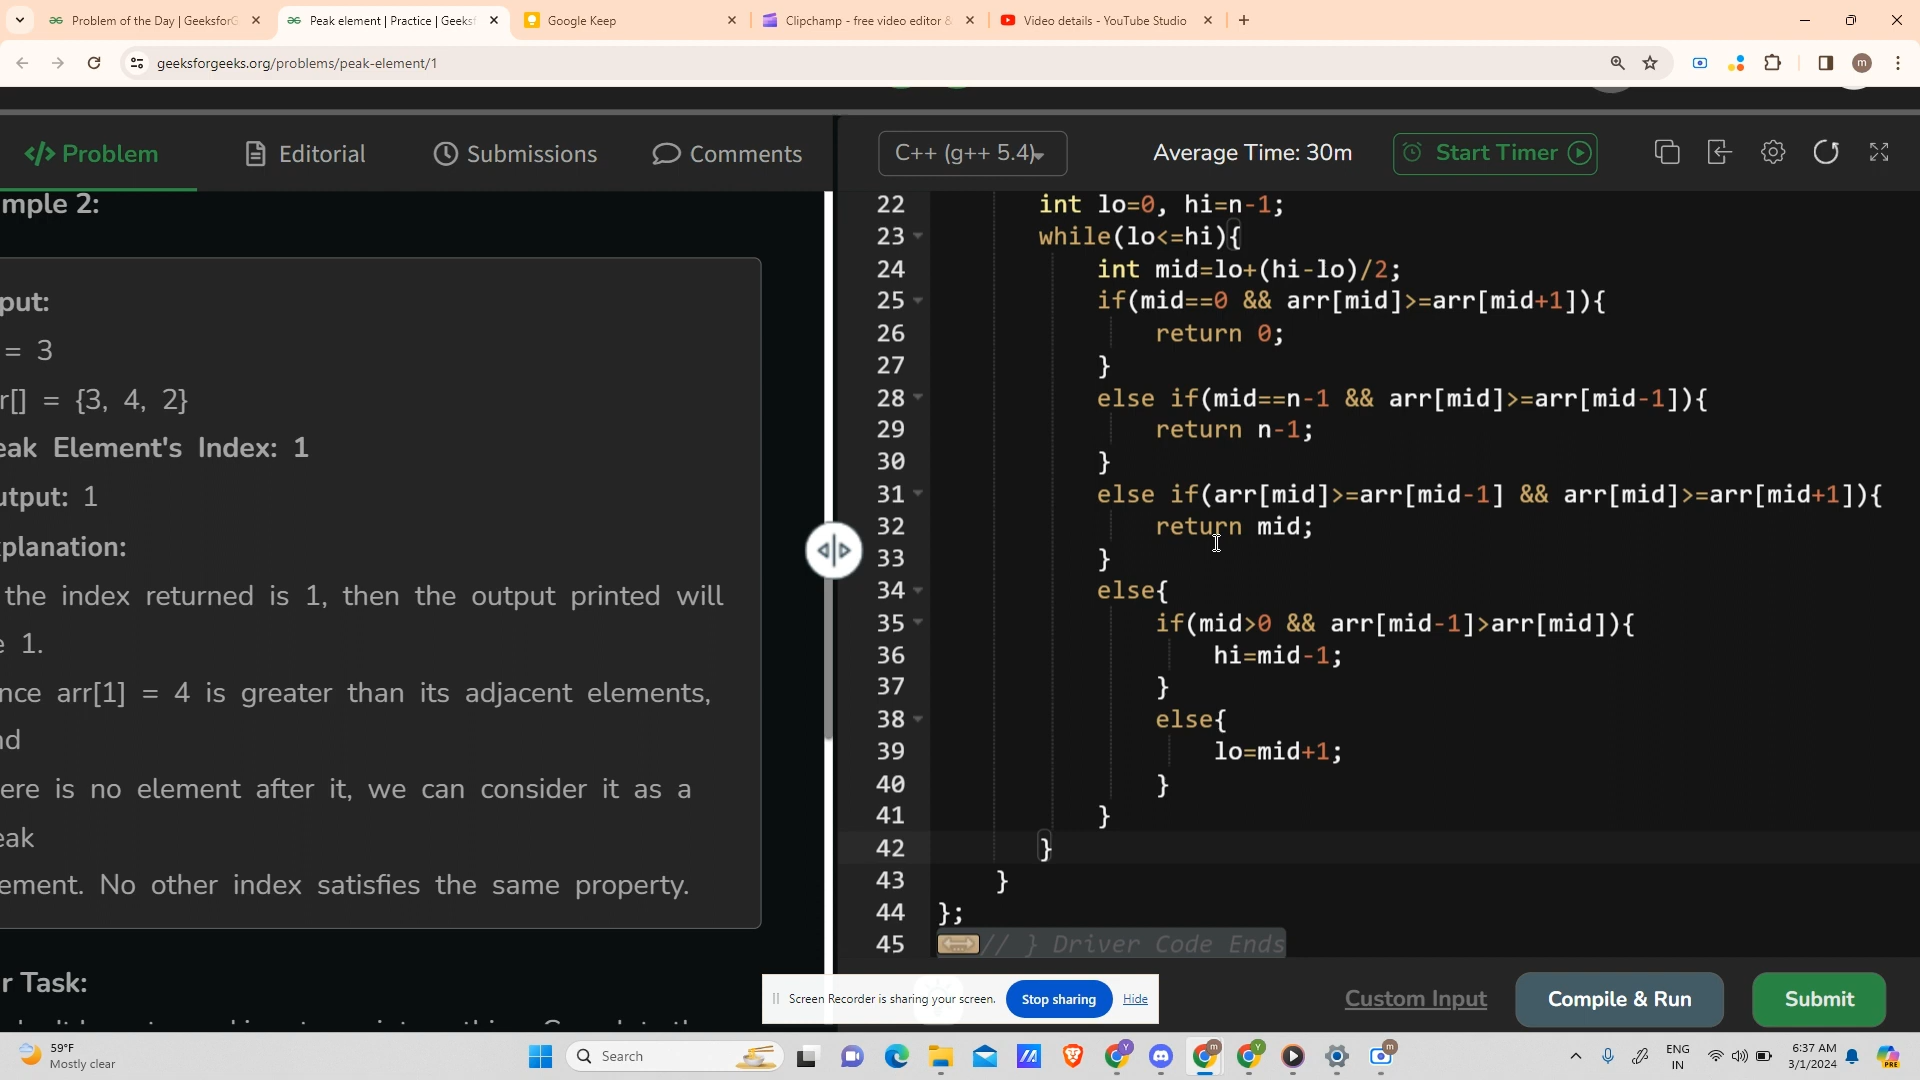 Problem of the Day | GeeksforG
Peak element | Practice | Geeksf
Google Keep
Clipchamp - free video editor &
Video details - YouTube Studio
geeksforgeeks.org/problems/peak-element/1
m
</> Problem
Editorial
Submissions
Comments
C++ (g++ 5.4)
Average Time: 30m
Start Timer
mple 2:
put:
= 3
r[] = {3, 4, 2}
eak Element's Index: 1
utput: 1
planation:
the index returned is 1, then the output printed will
e 1.
nce arr[1] = 4 is greater than its adjacent elements,
nd
ere is no element after it, we can consider it as a
eak
ement. No other index satisfies the same property.
r Task:
22 int lo=0, hi=n-1;
23 while(lo<=hi){
24 int mid=lo+(hi-lo)/2;
25 if(mid==0 && arr[mid]>=arr[mid+1]){
26 return 0;
27 }
28 else if(mid==n-1 && arr[mid]>=arr[mid-1]){
29 return n-1;
30 }
31 else if(arr[mid]>=arr[mid-1] && arr[mid]>=arr[mid+1]){
32 return mid;
33 }
34 else{
35 if(mid>0 && arr[mid-1]>arr[mid]){
36 hi=mid-1;
37 }
38 else{
39 lo=mid+1;
40 }
41 }
42 }
43 }
44 };
45 // } Driver Code Ends
Screen Recorder is sharing your screen.
Stop sharing
Hide
Custom Input
Compile & Run
Submit
59°F
Mostly clear
Search
ENG
IN
6:37 AM
3/1/2024